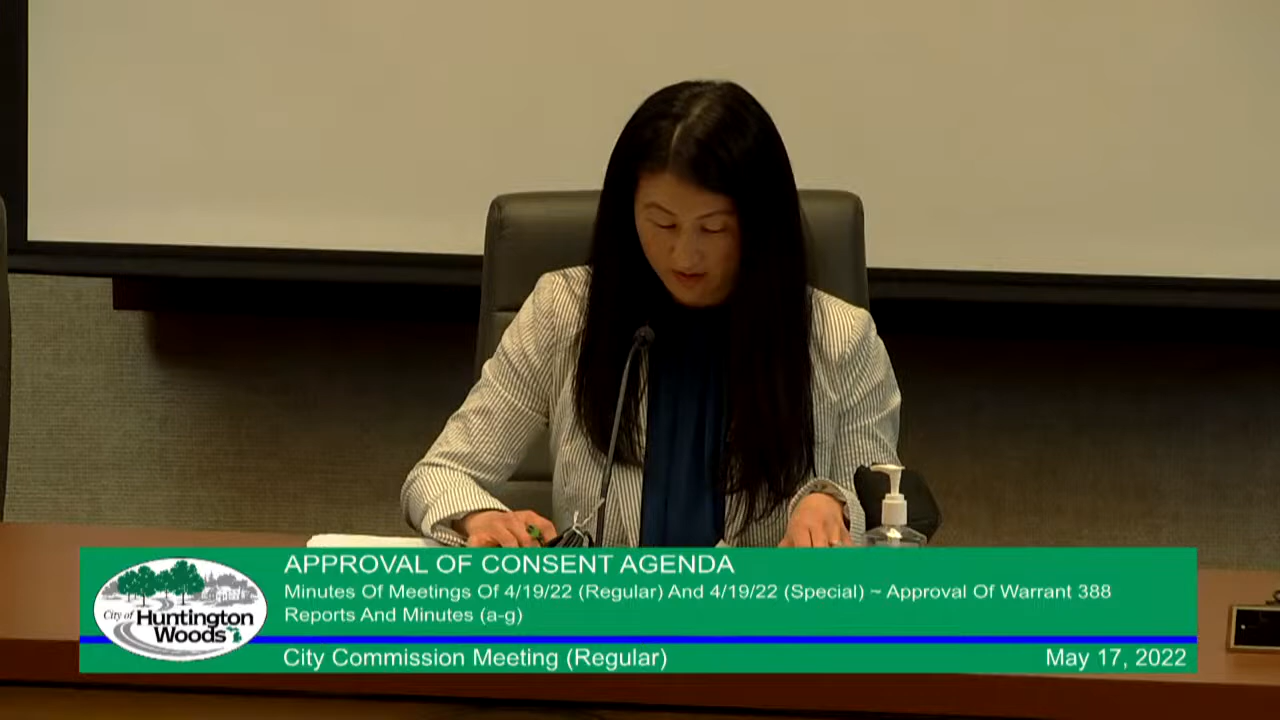 APPROVAL OF CONSENT AGENDA
Minutes Of Meetings Of 4/19/22 (Regular) And 4/19/22 (Special) ~ Approval Of Warrant 388
Reports And Minutes (a-g)
City of
Huntington
Woods
City Commission Meeting (Regular)
May 17, 2022